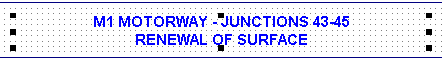 M1 MOTORWAY - JUNCTIONS 43-45
RENEWAL OF SURFACE